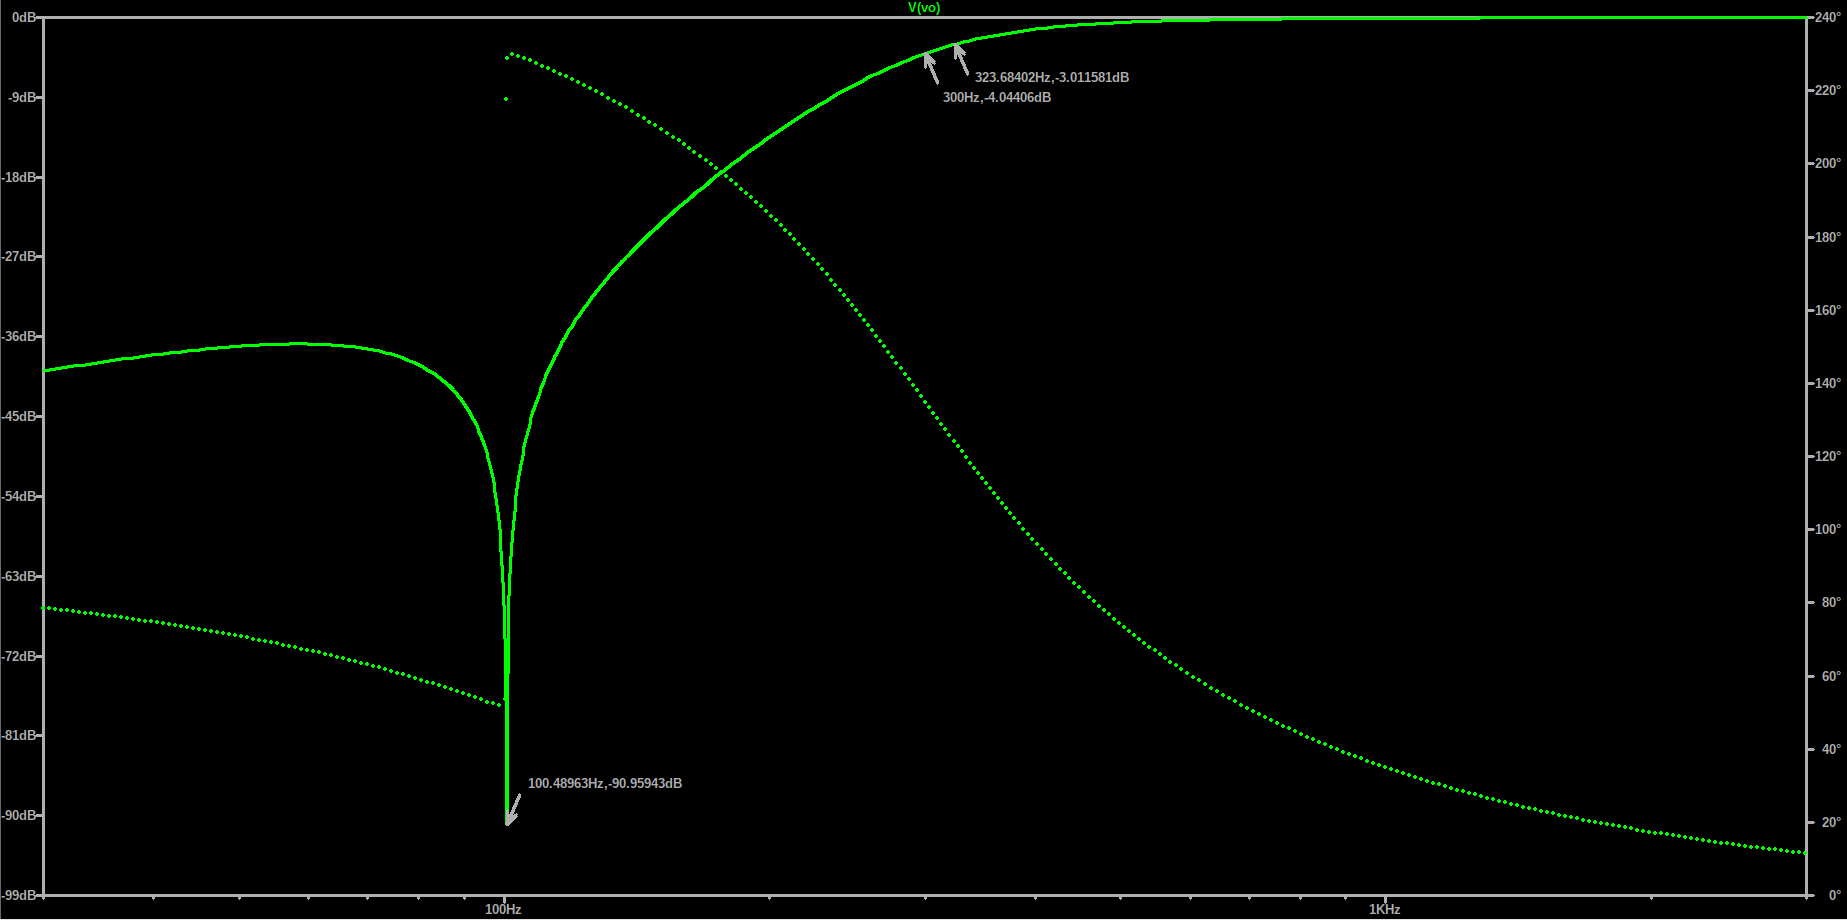 V(vo)
0dB
-9dB
-18dB
-27dB
-36dB
-45dB
-54dB
-63dB
-72dB
-81dB
-90dB
-99dB
323.68402Hz,-3.011581dB
300Hz,-4.04406dB
100.48963Hz,-90.95943dB
240°
220°
200°
180°
160°
140°
120°
100°
80°
60°
40°
20°
0°
100Hz
1KHz